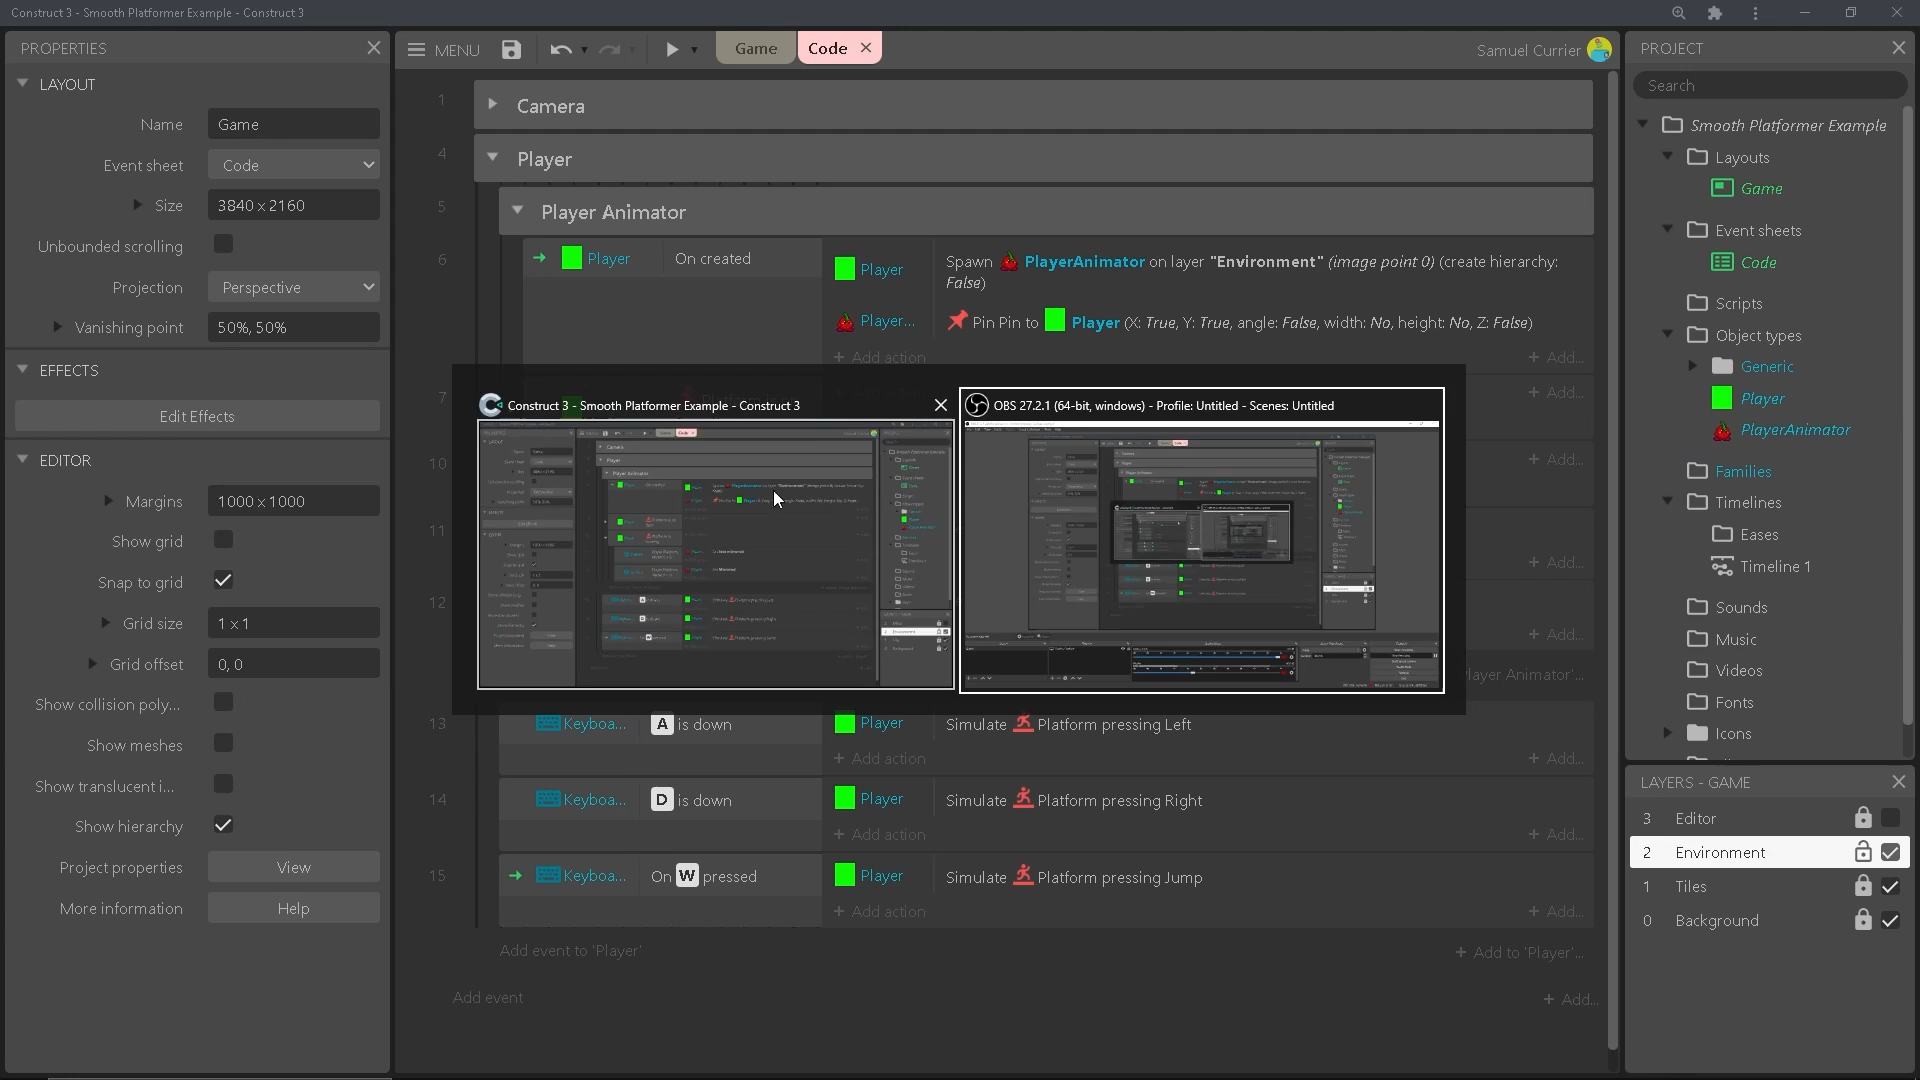 Construct 3 - Smooth Platformer Example - Construct 3
PROPERTIES
LAYOUT
Name Game
Event sheet Code
Size 3840 x 2160
Unbounded scrolling
Projection Perspective
Vanishing point 50%, 50%
EFFECTS
Edit Effects
EDITOR
Margins 1000 x 1000
Show grid
Snap to grid
Grid size 1 x 1
Grid offset 0, 0
Show collision poly...
Show meshes
Show translucent i...
Show hierarchy
Project properties View
More information Help
MENU
Game
Code
Samuel Currier
1 Camera
4 Player
5 Player Animator
6 Player On created
Player Spawn PlayerAnimator on layer "Environment" (image point 0) (create hierarchy:
False)
Player... Pin Pin to Player (X: True, Y: True, angle: False, width: No, height: No, Z: False)
+ Add action + Add...
7 + Add...
10 + Add...
11 + Add...
12 + Add...
layer Animator'...
Construct 3 - Smooth Platformer Example - Construct 3
OBS 27.2.1 (64-bit, windows) - Profile: Untitled - Scenes: Untitled
13 Keyboa... A is down Player Simulate Platform pressing Left
+ Add action + Add...
14 Keyboa... D is down Player Simulate Platform pressing Right
+ Add action + Add...
15 Keyboa... On W pressed Player Simulate Platform pressing Jump
+ Add action + Add...
Add event to 'Player' + Add to 'Player'...
Add event + Add...
PROJECT
Search
Smooth Platformer Example
Layouts
Game
Event sheets
Code
Scripts
Object types
Generic
Player
PlayerAnimator
Families
Timelines
Eases
Timeline 1
Sounds
Music
Videos
Fonts
Icons
LAYERS - GAME
3 Editor
2 Environment
1 Tiles
0 Background